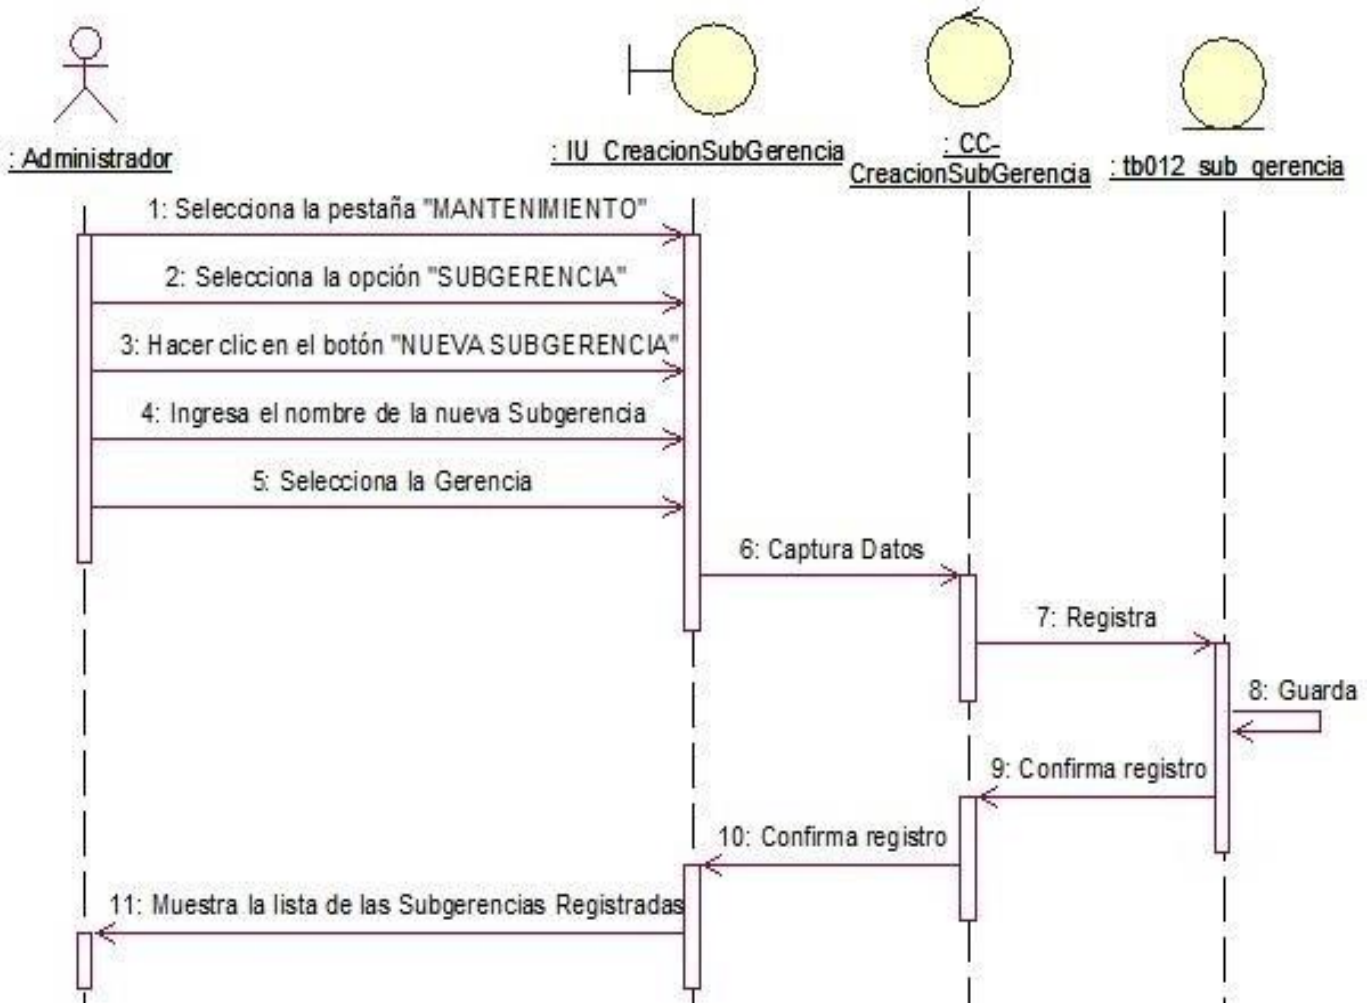 : Administrador
: IU_CreacionSubGerencia
: CC-
CreacionSubGerencia
: tb012_sub_gerencia
1: Selecciona la pestaña "MANTENIMIENTO"
2: Selecciona la opción "SUBGERENCIA"
3: Hacer clic en el botón "NUEVA SUBGERENCIA"
4: Ingresa el nombre de la nueva Subgerencia
5: Selecciona la Gerencia
6: Captura Datos
7: Registra
8: Guarda
9: Confirma registro
10: Confirma registro
11: Muestra la lista de las Subgerencias Registradas